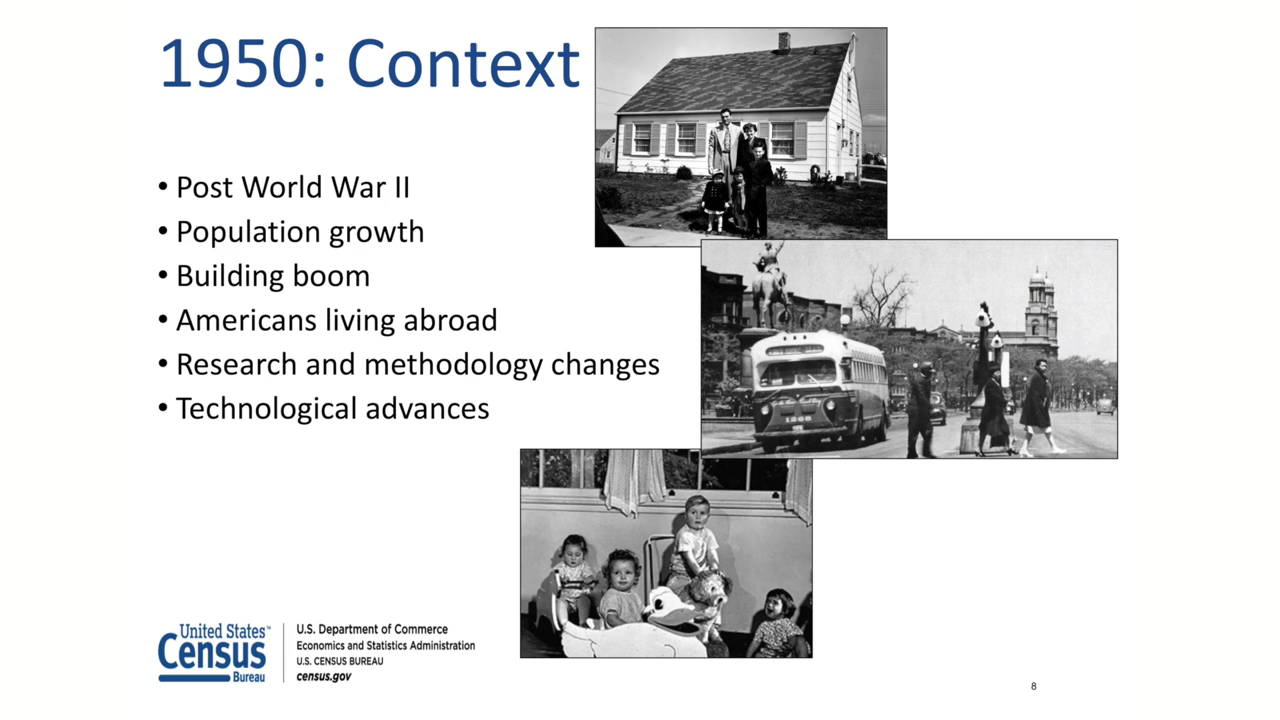 1950: Context
• Post World War II
• Population growth
• Building boom
• Americans living abroad
• Research and methodology changes
• Technological advances
United States™
Census
Bureau
U.S. Department of Commerce
Economics and Statistics Administration
U.S. CENSUS BUREAU
census.gov
8